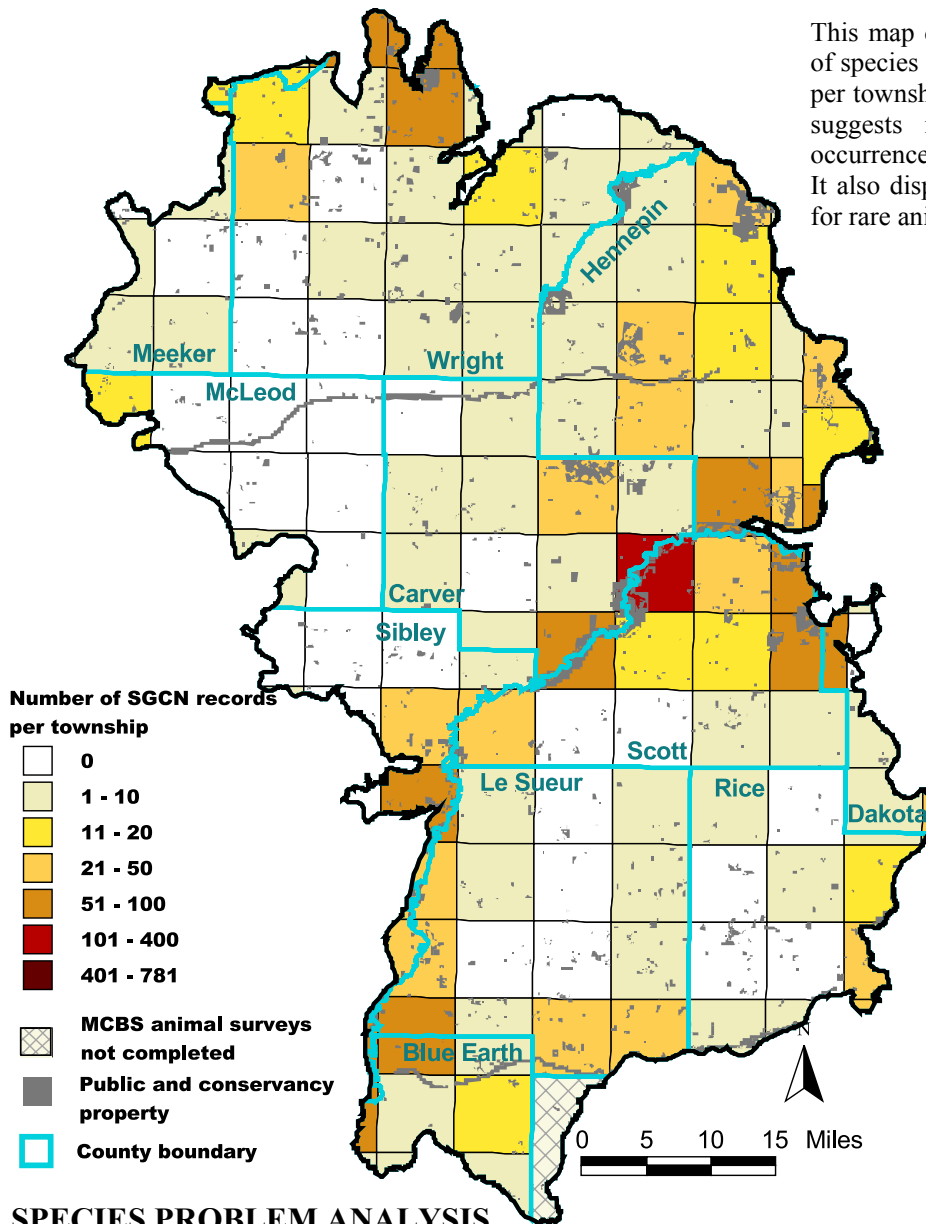 This map
of species
per townsh
suggests
occurrence
It also disp
for rare ani
Hennepin
Meeker
Wright
McLeod
Carver
Sibley
Scott
Le Sueur
Rice
Dakota
Blue Earth
Number of SGCN records
per township
0
1 - 10
11 - 20
21 - 50
51 - 100
101 - 400
401 - 781
MCBS animal surveys
not completed
Public and conservancy
property
County boundary
N
0 5 10 15 Miles
SPECIES PROBLEM ANALYSIS